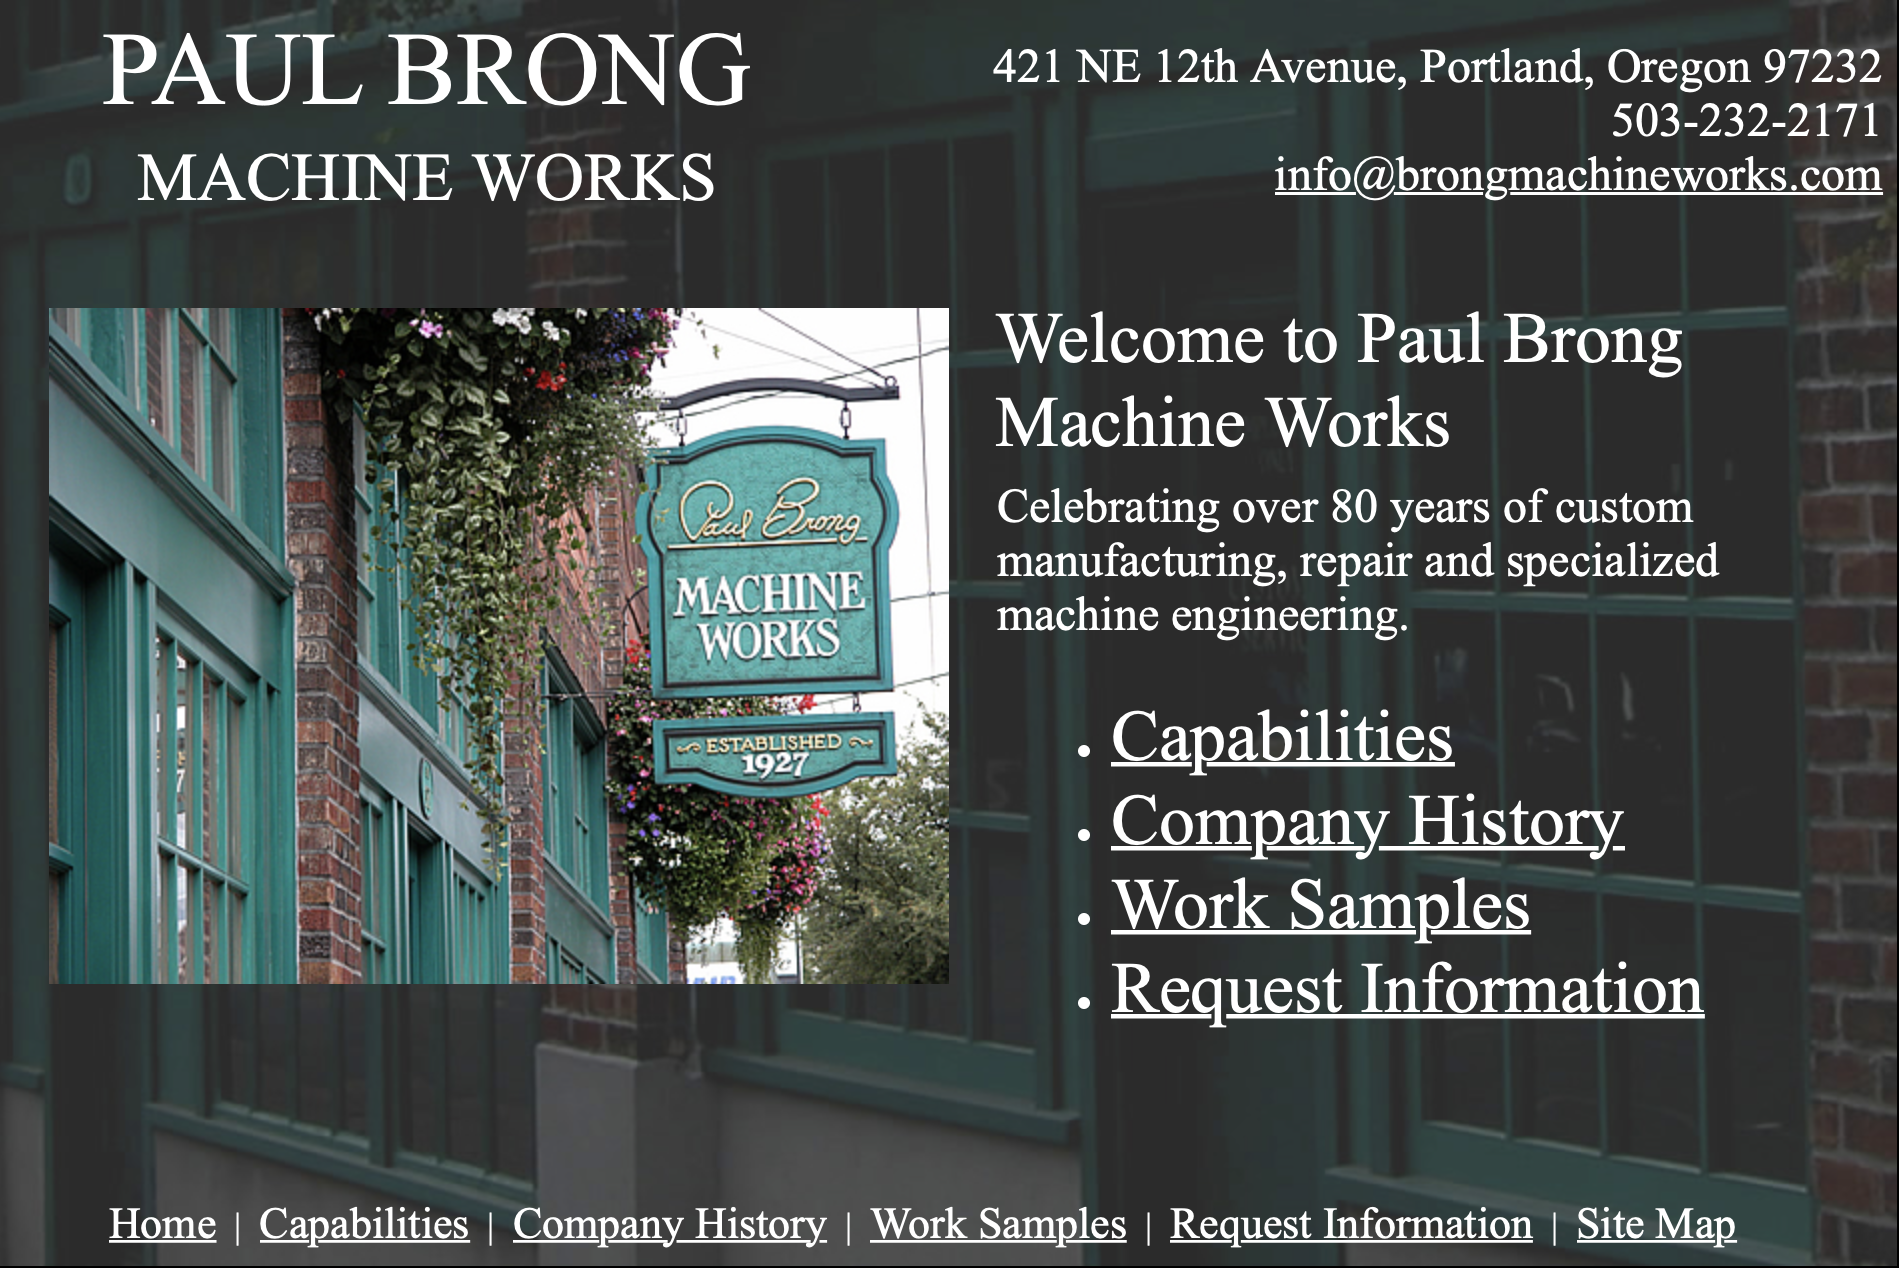 PAUL BRONG
MACHINE WORKS
421 NE 12th Avenue, Portland, Oregon 97232
503-232-2171
info@brongmachineworks.com
Paul Brong
MACHINE
WORKS
ESTABLISHED
1927
Welcome to Paul Brong
Machine Works
Celebrating over 80 years of custom
manufacturing, repair and specialized
machine engineering.
• Capabilities
• Company History
• Work Samples
• Request Information
Home | Capabilities | Company History | Work Samples | Request Information | Site Map